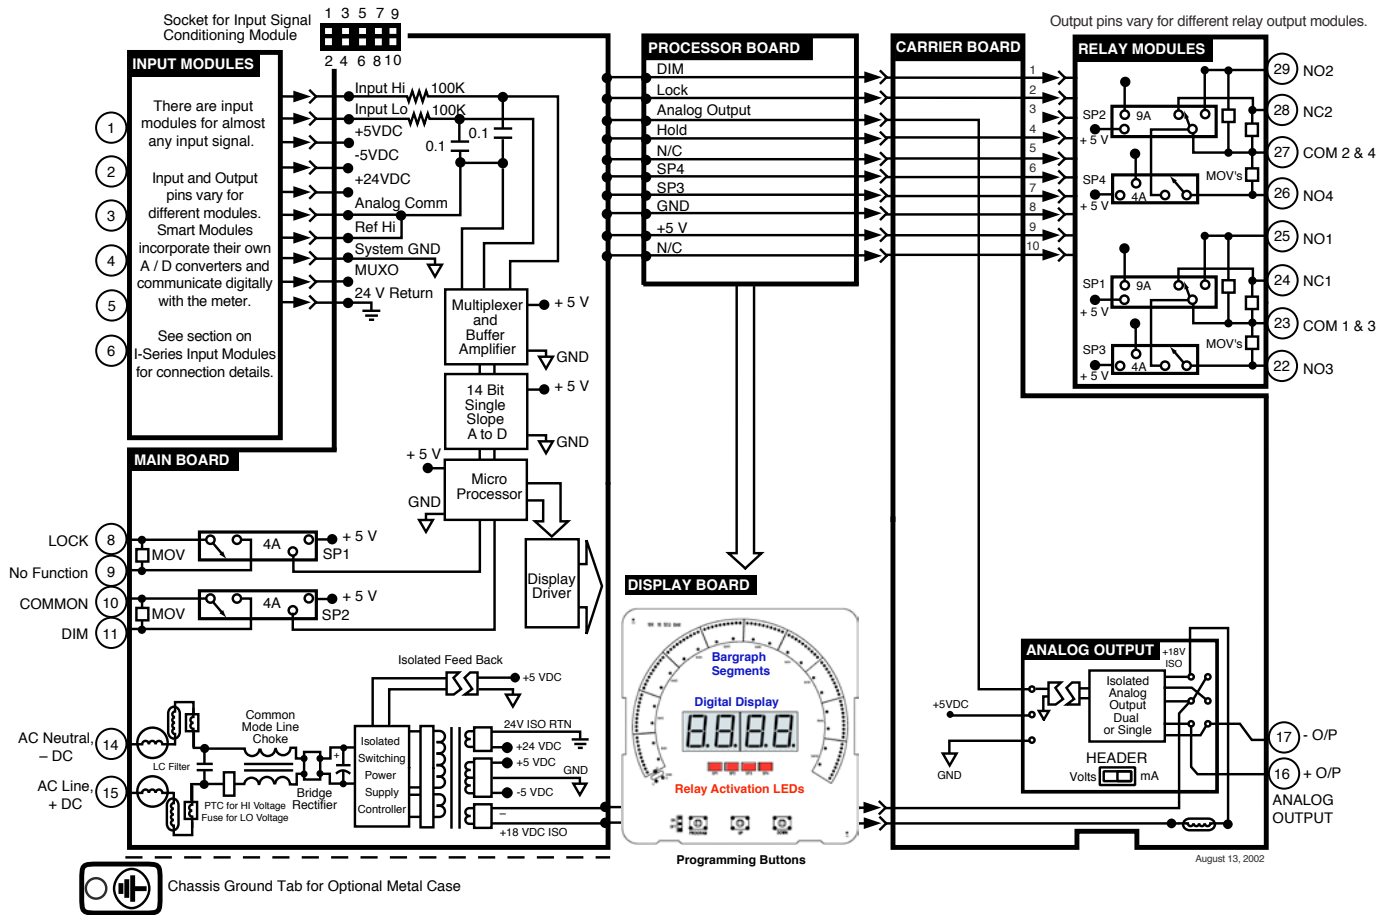 Socket for Input Signal
Conditioning Module
1 3 5 7 9
2 4 6 8 10
Output pins vary for different relay output modules.
INPUT MODULES
There are input
modules for almost
any input signal.
Input and Output
pins vary for
different modules.
Smart Modules
incorporate their own
A / D converters and
communicate digitally
with the meter.
See section on
I-Series Input Modules
for connection details.
1
2
3
4
5
6
Input Hi
100K
Input Lo
100K
+5VDC
0.1
0.1
-5VDC
+24VDC
Analog Comm
Ref Hi
System GND
MUXO
24 V Return
Multiplexer
and
Buffer
Amplifier
+ 5 V
GND
14 Bit
Single
Slope
A to D
+ 5 V
GND
Micro
Processor
+ 5 V
GND
Display
Driver
PROCESSOR BOARD
DIM
Lock
Analog Output
Hold
N/C
SP4
SP3
GND
+5 V
N/C
CARRIER BOARD
1
2
3
4
5
6
7
8
9
10
RELAY MODULES
SP2
9A
+ 5 V
SP4
4A
+ 5 V
MOV's
SP1
9A
+ 5 V
SP3
4A
+ 5 V
MOV's
29 NO2
28 NC2
27 COM 2 & 4
26 NO4
25 NO1
24 NC1
23 COM 1 & 3
22 NO3
MAIN BOARD
LOCK 8
MOV
4A
+ 5 V
SP1
No Function 9
COMMON 10
MOV
4A
+ 5 V
SP2
DIM 11
DISPLAY BOARD
Bargraph
Segments
Digital Display
8.8.8.8.
Relay Activation LEDs
Programming Buttons
Isolated Feed Back
+5 VDC
AC Neutral,
– DC
14
AC Line,
+ DC
15
LC Filter
Common
Mode Line
Choke
+
Bridge
Rectifier
PTC for HI Voltage
Fuse for LO Voltage
Isolated
Switching
Power
Supply
Controller
24V ISO RTN
+24 VDC
+5 VDC
GND
-5 VDC
–
+18 VDC ISO
ANALOG OUTPUT
+18V
ISO
Isolated
Analog
Output
Dual
or Single
+5VDC
GND
HEADER
Volts
mA
17 - O/P
16 + O/P
ANALOG
OUTPUT
August 13, 2002
Chassis Ground Tab for Optional Metal Case